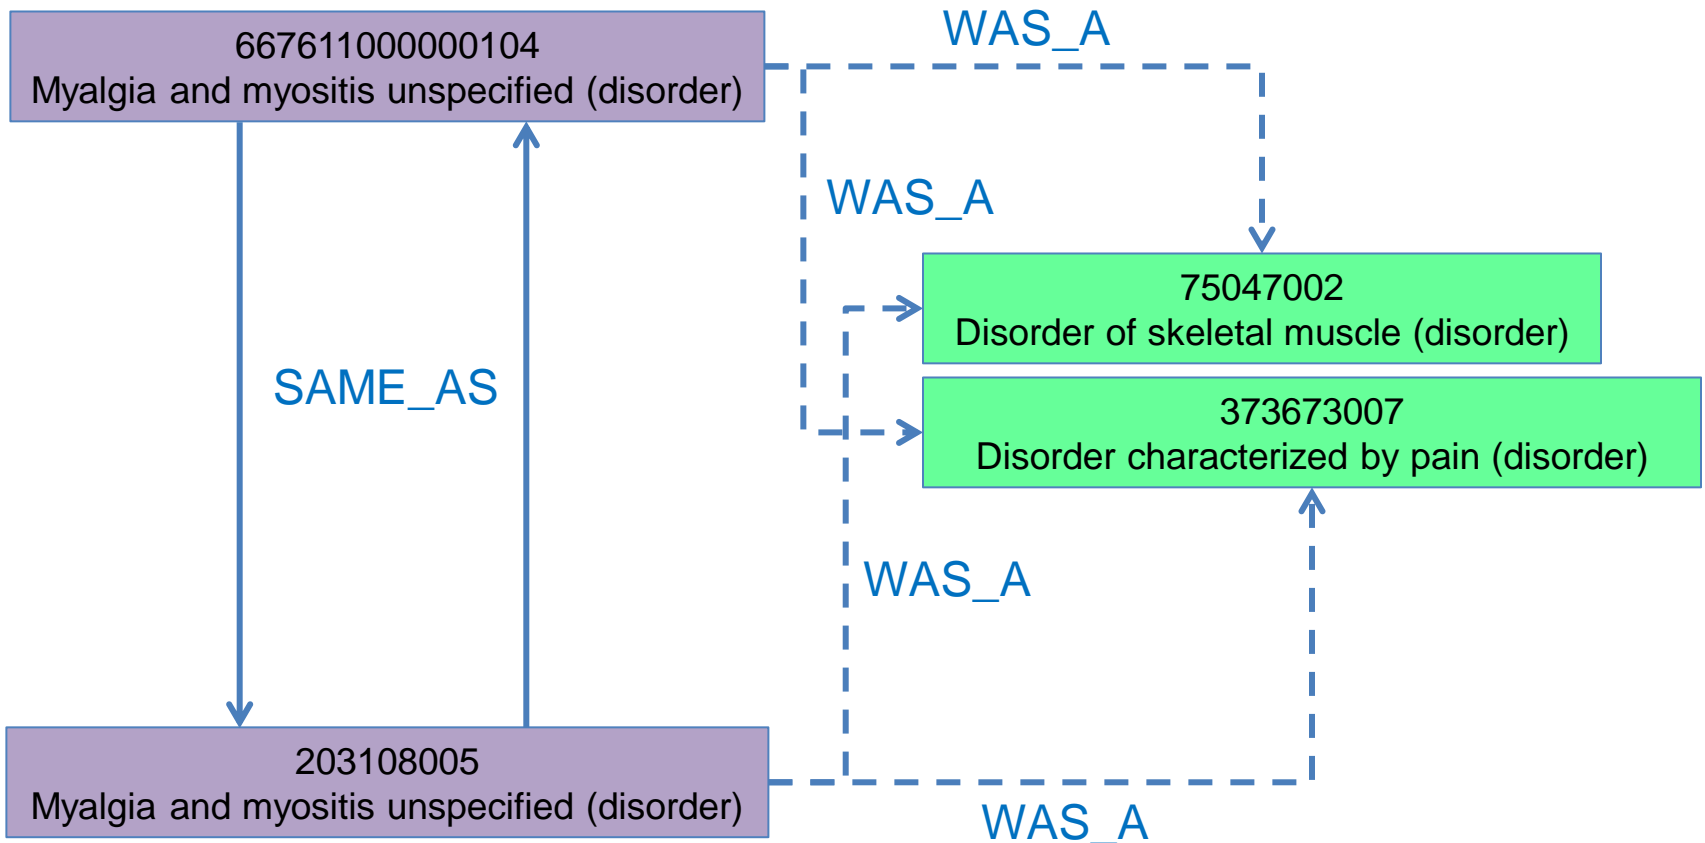 667611000000104
Myalgia and myositis unspecified (disorder)
WAS_A
WAS_A
75047002
Disorder of skeletal muscle (disorder)
SAME_AS
373673007
Disorder characterized by pain (disorder)
WAS_A
203108005
Myalgia and myositis unspecified (disorder)
WAS_A